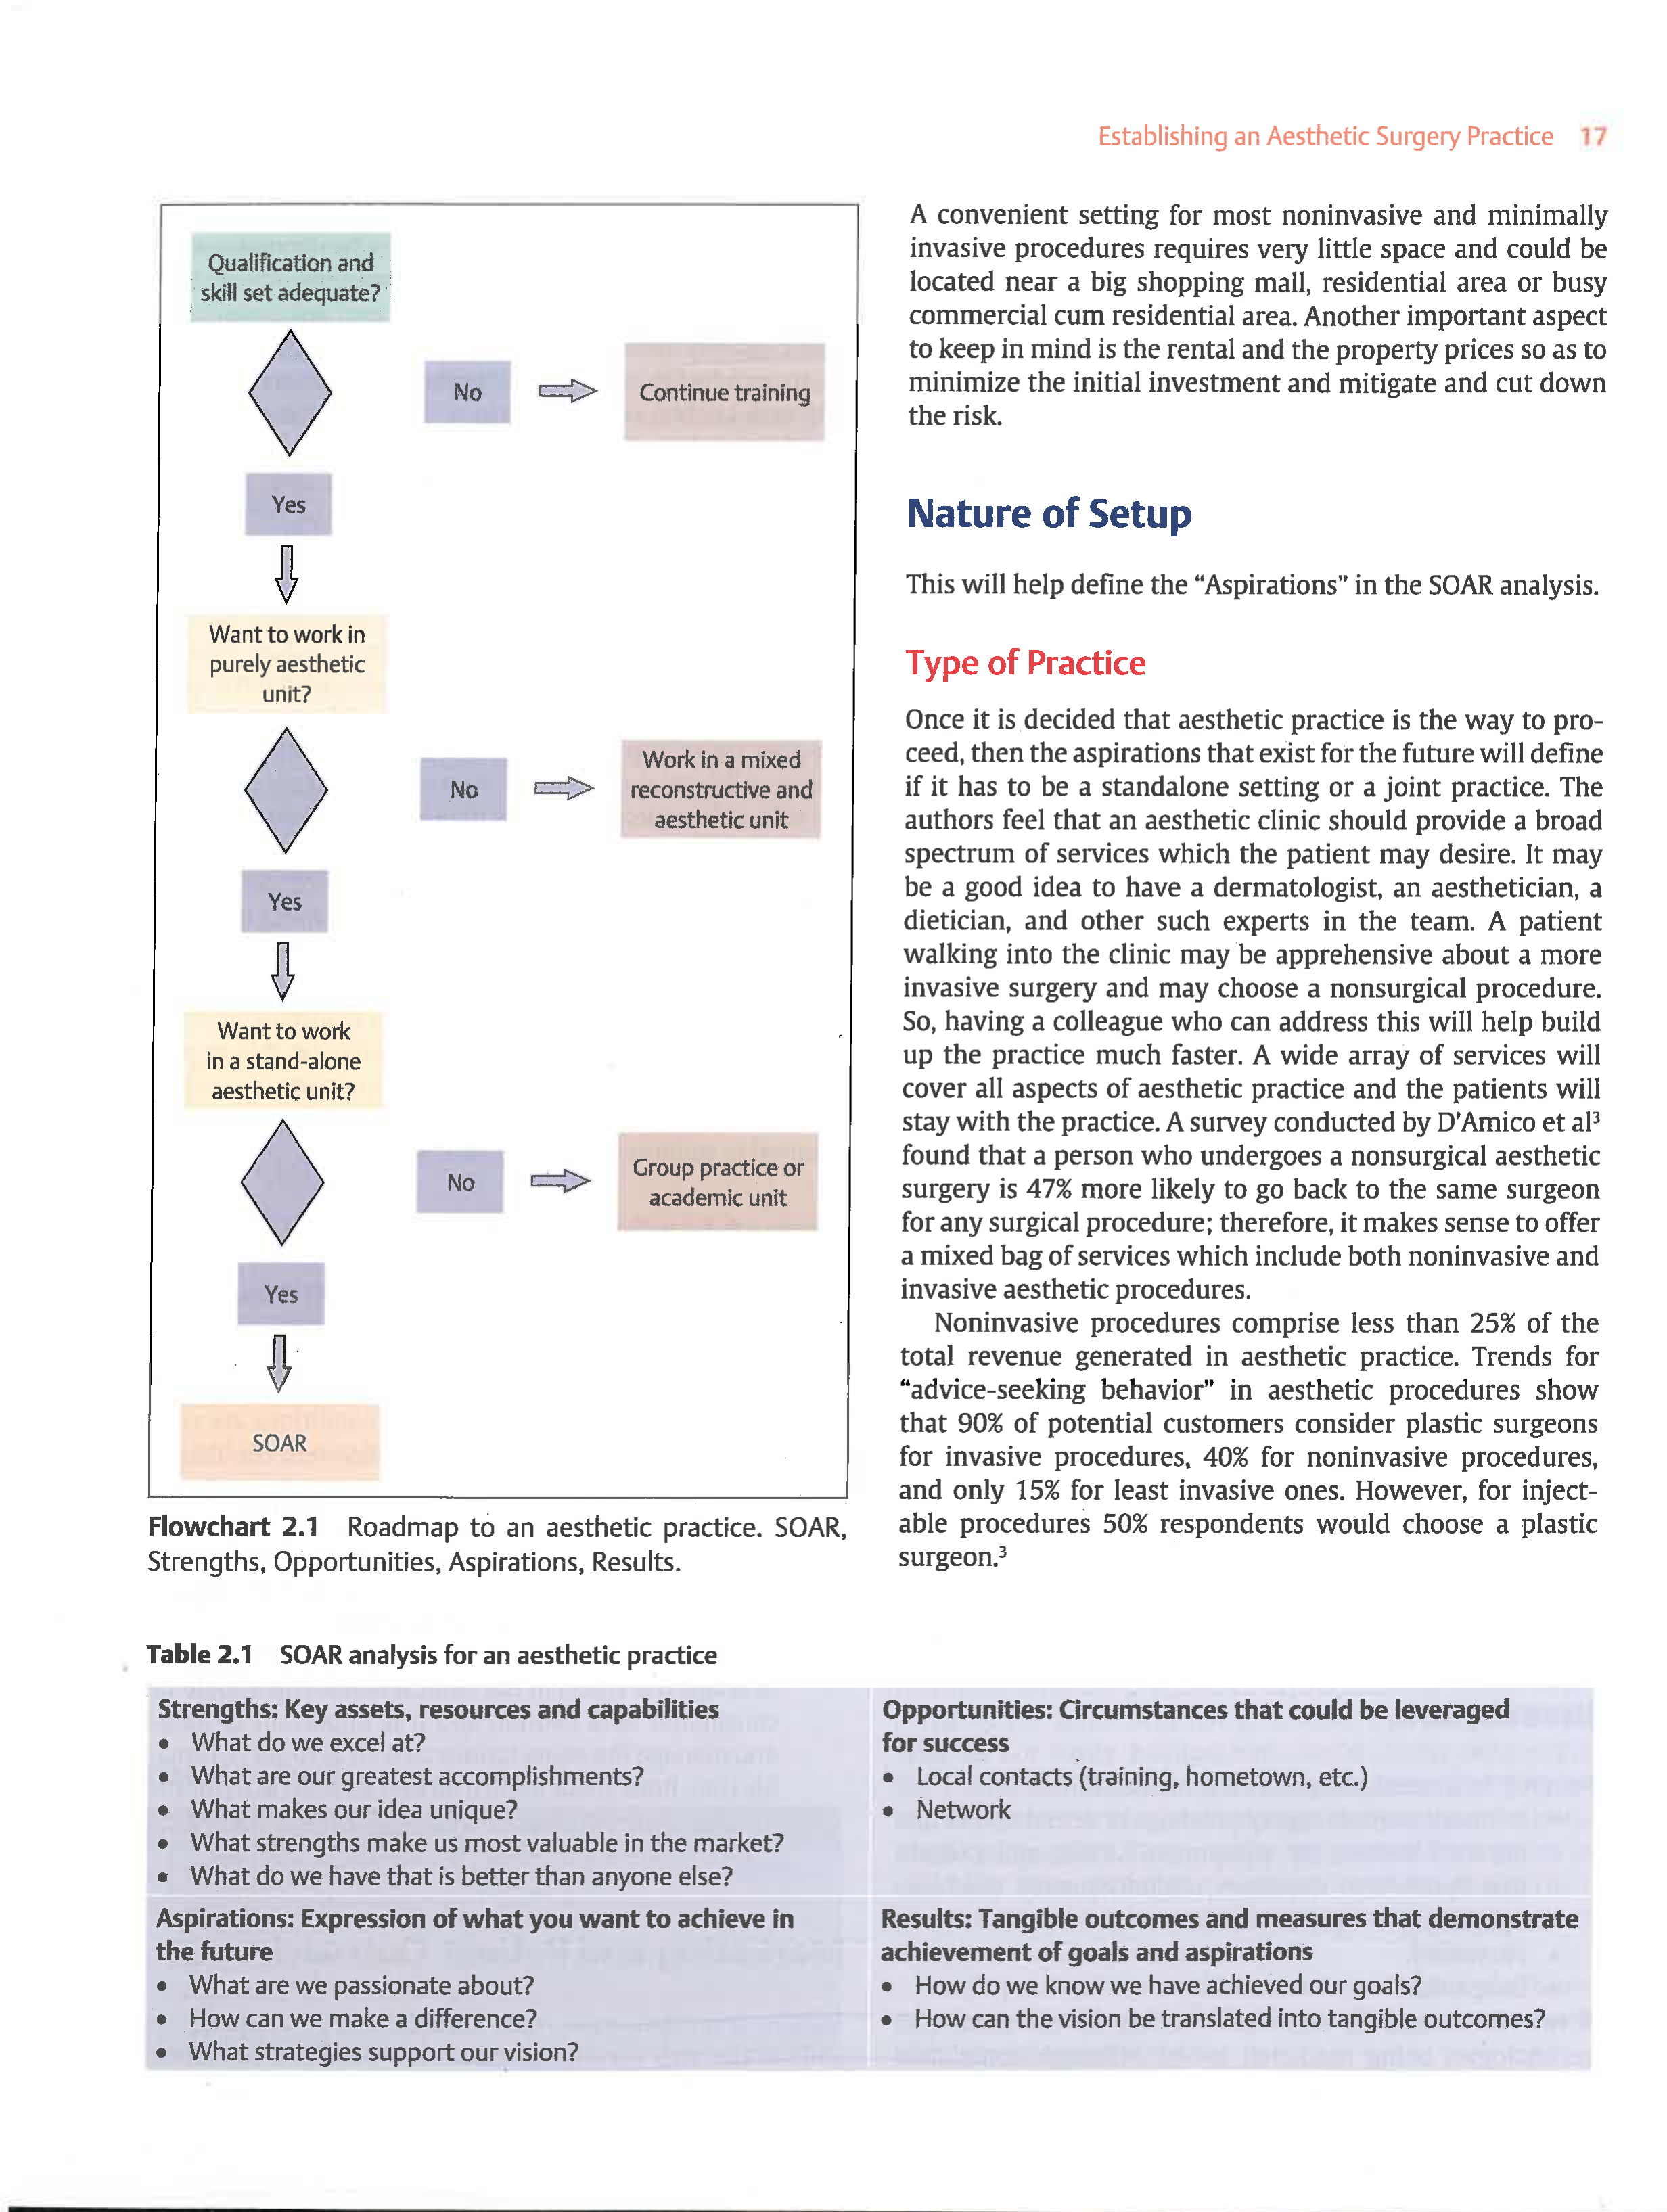 Establishing an Aesthetic Surgery Practice 17
Qualification and
skill set adequate?
No
Continue training
Yes
Want to work in
purely aesthetic
unit?
No
Work in a mixed
reconstructive and
aesthetic unit
Yes
Want to work
in a stand-alone
aesthetic unit?
No
Group practice or
academic unit
Yes
SOAR
Flowchart 2.1 Roadmap to an aesthetic practice. SOAR,
Strengths, Opportunities, Aspirations, Results.
A convenient setting for most noninvasive and minimally
invasive procedures requires very little space and could be
located near a big shopping mall, residential area or busy
commercial cum residential area. Another important aspect
to keep in mind is the rental and the property prices so as to
minimize the initial investment and mitigate and cut down
the risk.
Nature of Setup
This will help define the “Aspirations” in the SOAR analysis.
Type of Practice
Once it is decided that aesthetic practice is the way to pro-
ceed, then the aspirations that exist for the future will define
if it has to be a standalone setting or a joint practice. The
authors feel that an aesthetic clinic should provide a broad
spectrum of services which the patient may desire. It may
be a good idea to have a dermatologist, an aesthetician, a
dietician, and other such experts in the team. A patient
walking into the clinic may be apprehensive about a more
invasive surgery and may choose a nonsurgical procedure.
So, having a colleague who can address this will help build
up the practice much faster. A wide array of services will
cover all aspects of aesthetic practice and the patients will
stay with the practice. A survey conducted by D’Amico et al³
found that a person who undergoes a nonsurgical aesthetic
surgery is 47% more likely to go back to the same surgeon
for any surgical procedure; therefore, it makes sense to offer
a mixed bag of services which include both noninvasive and
invasive aesthetic procedures.
Noninvasive procedures comprise less than 25% of the
total revenue generated in aesthetic practice. Trends for
“advice-seeking behavior” in aesthetic procedures show
that 90% of potential customers consider plastic surgeons
for invasive procedures, 40% for noninvasive procedures,
and only 15% for least invasive ones. However, for inject-
able procedures 50% respondents would choose a plastic
surgeon.³
Table 2.1 SOAR analysis for an aesthetic practice
Strengths: Key assets, resources and capabilities
• What do we excel at?
• What are our greatest accomplishments?
• What makes our idea unique?
• What strengths make us most valuable in the market?
• What do we have that is better than anyone else?
Opportunities: Circumstances that could be leveraged
for success
• Local contacts (training, hometown, etc.)
• Network
Aspirations: Expression of what you want to achieve in
the future
• What are we passionate about?
• How can we make a difference?
• What strategies support our vision?
Results: Tangible outcomes and measures that demonstrate
achievement of goals and aspirations
• How do we know we have achieved our goals?
• How can the vision be translated into tangible outcomes?